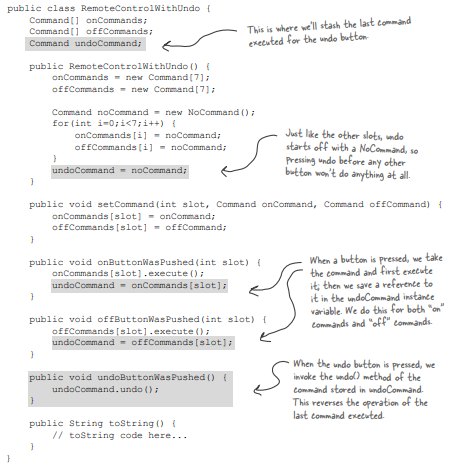 public class RemoteControlWithUndo {
Command[] onCommands;
Command[] offCommands;
Command undoCommand;
This is where we'll stash the last command
executed for the undo button.
public RemoteControlWithUndo() {
onCommands = new Command[7];
offCommands = new Command[7];
Command noCommand = new NoCommand();
for(int i=0;i<7;i++) {
onCommands[i] = noCommand;
offCommands[i] = noCommand;
}
undoCommand = noCommand;
}
Just like the other slots, undo
starts off with a NoCommand, so
pressing undo before any other
button won't do anything at all.
public void setCommand(int slot, Command onCommand, Command offCommand) {
onCommands[slot] = onCommand;
offCommands[slot] = offCommand;
}
public void onButtonWasPushed(int slot) {
onCommands[slot].execute();
undoCommand = onCommands[slot];
}
public void offButtonWasPushed(int slot) {
offCommands[slot].execute();
undoCommand = offCommands[slot];
}
When a button is pressed, we take
the command and first execute
it; then we save a reference to
it in the undoCommand instance
variable. We do this for both "on"
commands and "off" commands.
public void undoButtonWasPushed() {
undoCommand.undo();
}
When the undo button is pressed, we
invoke the undo() method of the
command stored in undoCommand.
This reverses the operation of the
last command executed.
public String toString() {
// toString code here...
}
}